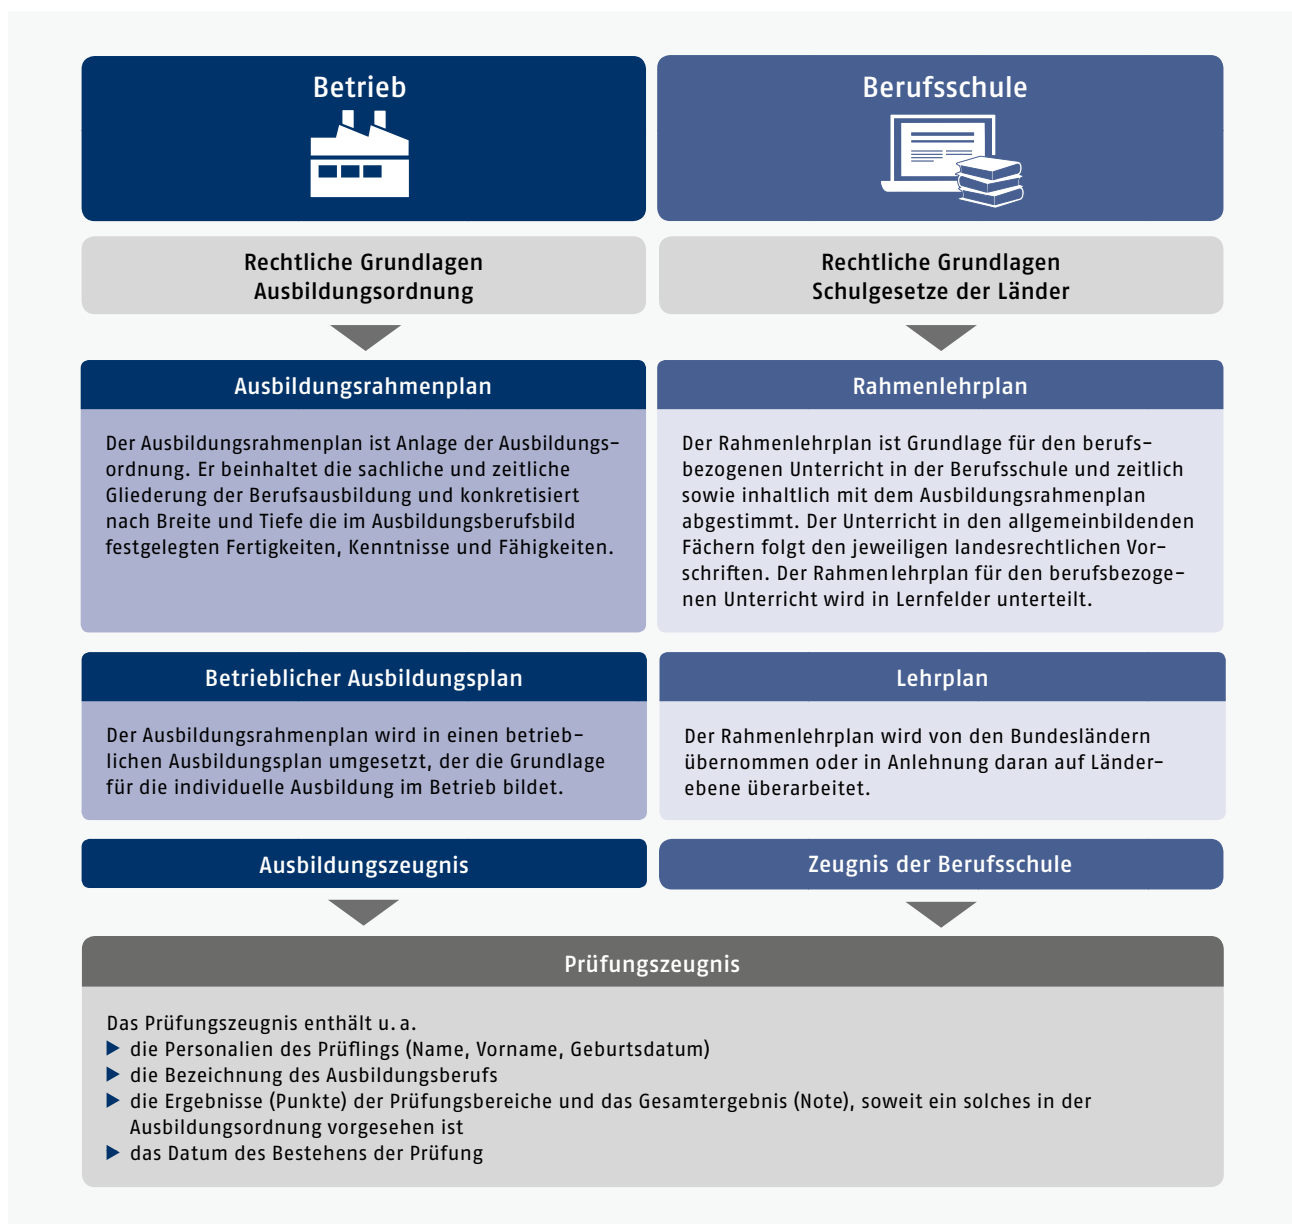 Betrieb
Berufsschule
Rechtliche Grundlagen
Ausbildungsordnung
Rechtliche Grundlagen
Schulgesetze der Länder
Ausbildungsrahmenplan
Der Ausbildungsrahmenplan ist Anlage der Ausbildungs-
ordnung. Er beinhaltet die sachliche und zeitliche
Gliederung der Berufsausbildung und konkretisiert
nach Breite und Tiefe die im Ausbildungsberufsbild
festgelegten Fertigkeiten, Kenntnisse und Fähigkeiten.
Rahmenlehrplan
Der Rahmenlehrplan ist Grundlage für den berufs-
bezogenen Unterricht in der Berufsschule und zeitlich
sowie inhaltlich mit dem Ausbildungsrahmenplan
abgestimmt. Der Unterricht in den allgemeinbildenden
Fächern folgt den jeweiligen landesrechtlichen Vor-
schriften. Der Rahmenlehrplan für den berufsbezoge-
nen Unterricht wird in Lernfelder unterteilt.
Betrieblicher Ausbildungsplan
Der Ausbildungsrahmenplan wird in einen betrieb-
lichen Ausbildungsplan umgesetzt, der die Grundlage
für die individuelle Ausbildung im Betrieb bildet.
Lehrplan
Der Rahmenlehrplan wird von den Bundesländern
übernommen oder in Anlehnung daran auf Länder-
ebene überarbeitet.
Ausbildungszeugnis
Zeugnis der Berufsschule
Prüfungszeugnis
Das Prüfungszeugnis enthält u. a.
▶ die Personalien des Prüflings (Name, Vorname, Geburtsdatum)
▶ die Bezeichnung des Ausbildungsberufs
▶ die Ergebnisse (Punkte) der Prüfungsbereiche und das Gesamtergebnis (Note), soweit ein solches in der
Ausbildungsordnung vorgesehen ist
▶ das Datum des Bestehens der Prüfung